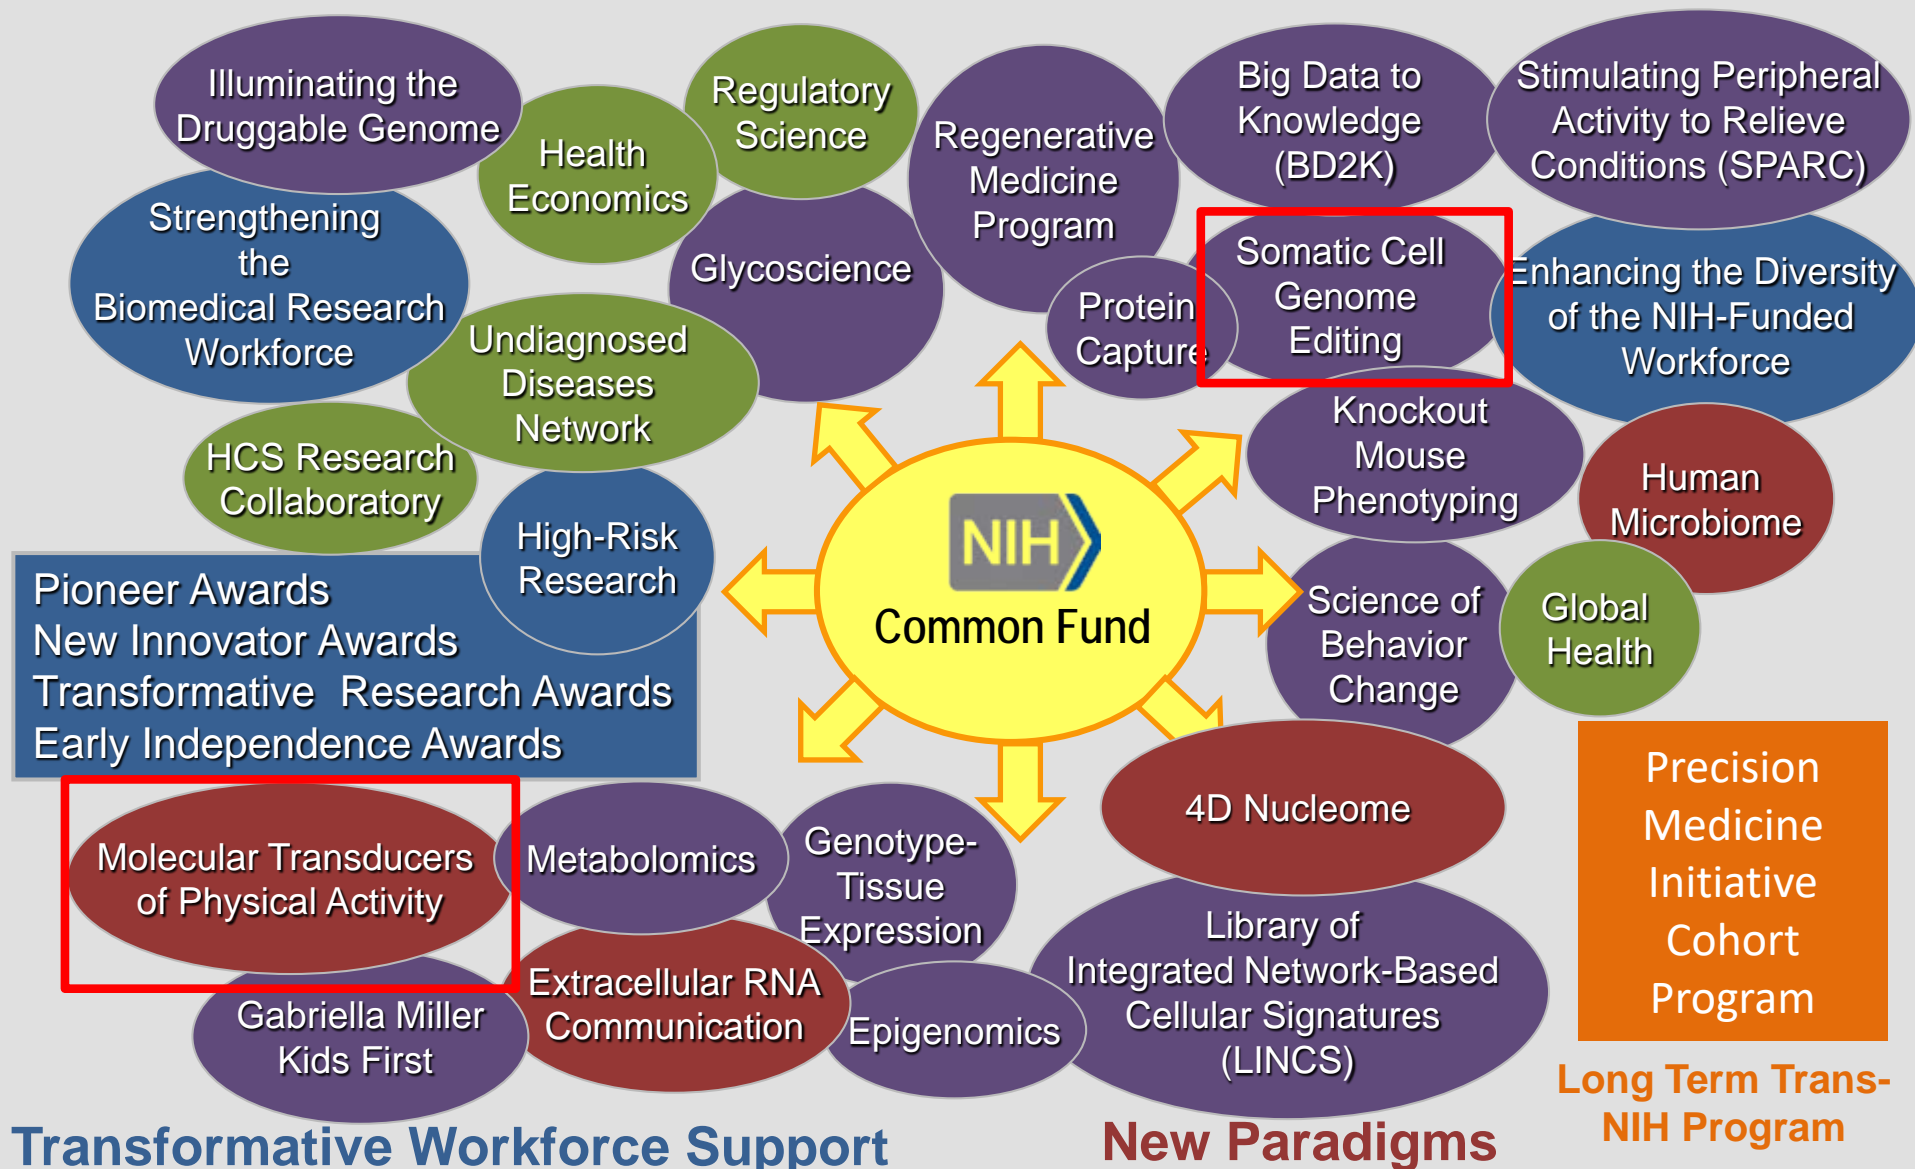 Illuminating the
Druggable Genome
Health
Economics
Regulatory
Science
Regenerative
Medicine
Program
Big Data to
Knowledge
(BD2K)
Stimulating Peripheral
Activity to Relieve
Conditions (SPARC)
Strengthening
the
Biomedical Research
Workforce
Glycoscience
Protein
Capture
Somatic Cell
Genome
Editing
Enhancing the Diversity
of the NIH-Funded
Workforce
Undiagnosed
Diseases
Network
HCS Research
Collaboratory
Knockout
Mouse
Phenotyping
Human
Microbiome
High-Risk
Research
NIH
Common Fund
Science of
Behavior
Change
Global
Health
Pioneer Awards
New Innovator Awards
Transformative  Research Awards
Early Independence Awards
Molecular Transducers
of Physical Activity
Metabolomics
Genotype-
Tissue
Expression
4D Nucleome
Precision
Medicine
Initiative
Cohort
Program
Gabriella Miller
Kids First
Extracellular RNA
Communication
Epigenomics
Library of
Integrated Network-Based
Cellular Signatures
(LINCS)
Long Term Trans-
NIH Program
Transformative Workforce Support
New Paradigms